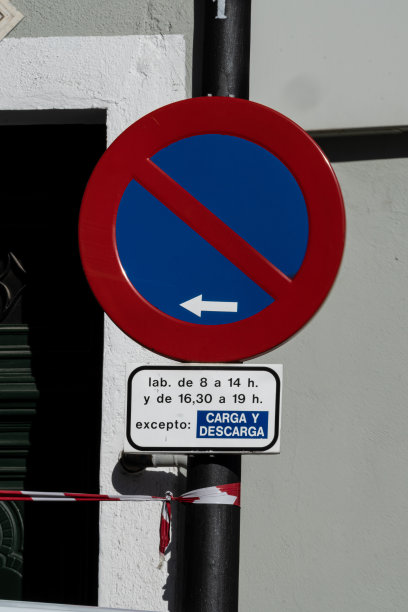 lab. de 8 a 14 h.
y de 16,30 a 19 h.
excepto: CARGA Y
DESCARGA